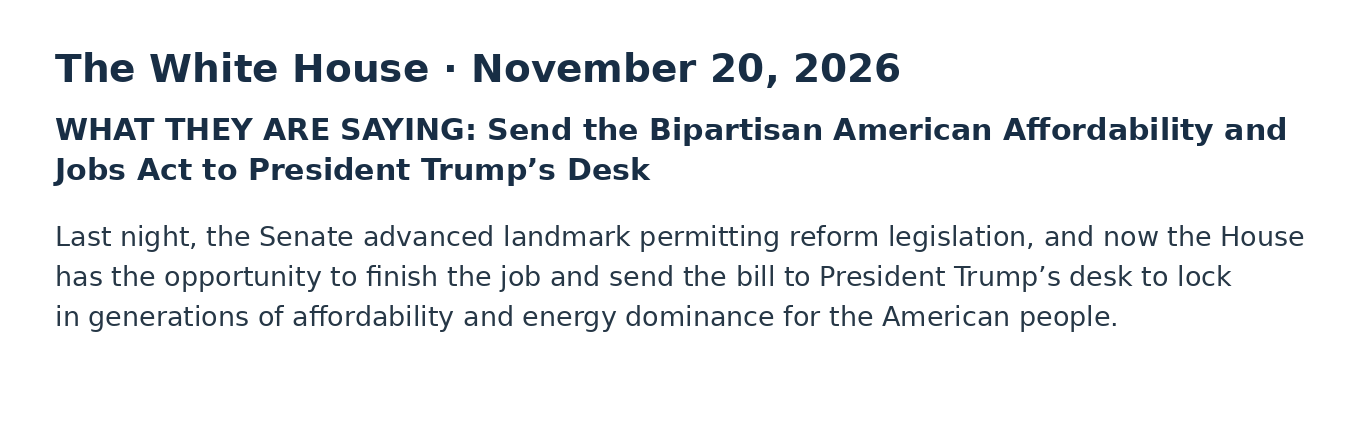 The White House · November 20, 2026
WHAT THEY ARE SAYING: Send the Bipartisan American Affordability and
Jobs Act to President Trump’s Desk
Last night, the Senate advanced landmark permitting reform legislation, and now the House
has the opportunity to finish the job and send the bill to President Trump’s desk to lock
in generations of affordability and energy dominance for the American people.